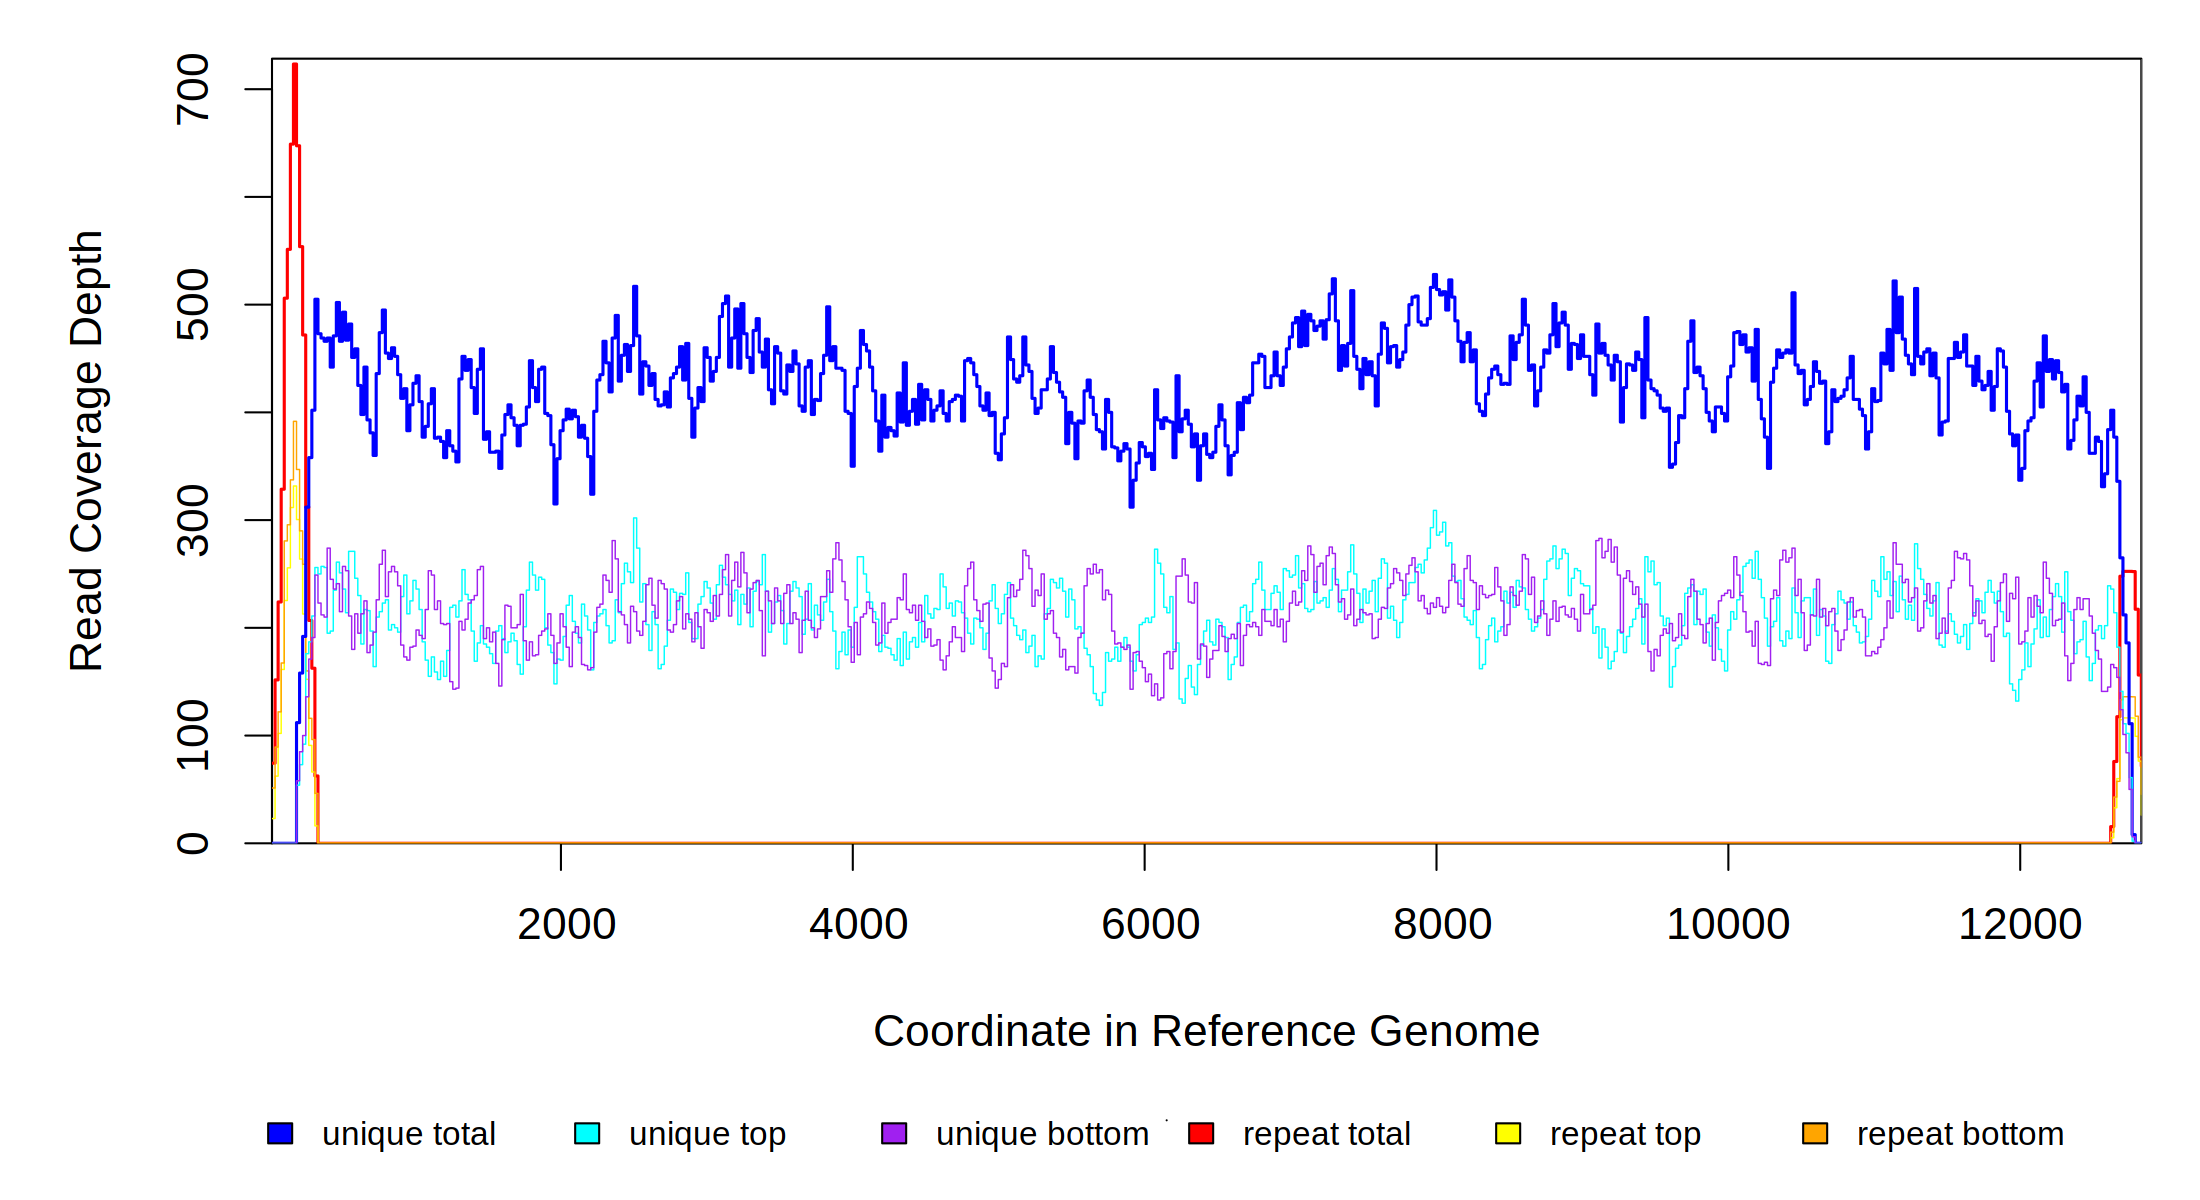 Read Coverage Depth
700
500
300
100
0
2000 4000 6000 8000 10000 12000
Coordinate in Reference Genome
unique total unique top unique bottom repeat total repeat top repeat bottom